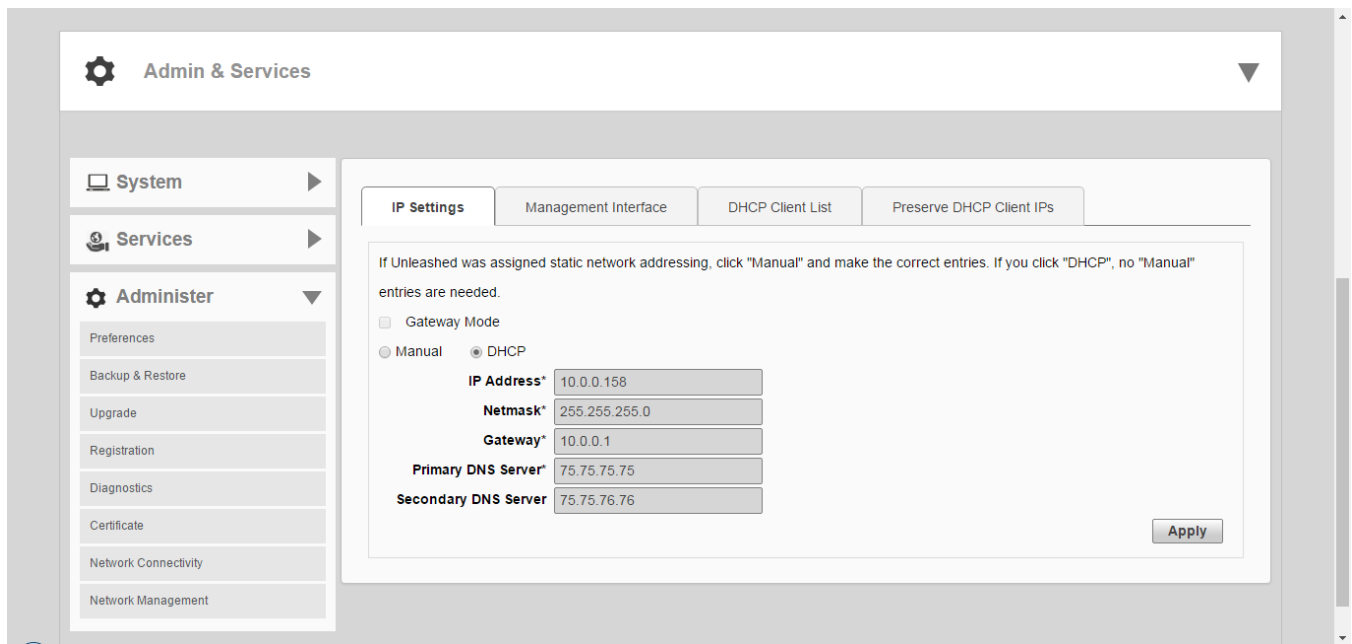 Admin & Services
System
Services
Administer
Preferences
Backup & Restore
Upgrade
Registration
Diagnostics
Certificate
Network Connectivity
Network Management
IP Settings
Management Interface
DHCP Client List
Preserve DHCP Client IPs
If Unleashed was assigned static network addressing, click "Manual" and make the correct entries. If you click "DHCP", no "Manual"
entries are needed.
Gateway Mode
Manual DHCP
IP Address* 10.0.0.158
Netmask* 255.255.255.0
Gateway* 10.0.0.1
Primary DNS Server* 75.75.75.75
Secondary DNS Server 75.75.76.76
Apply